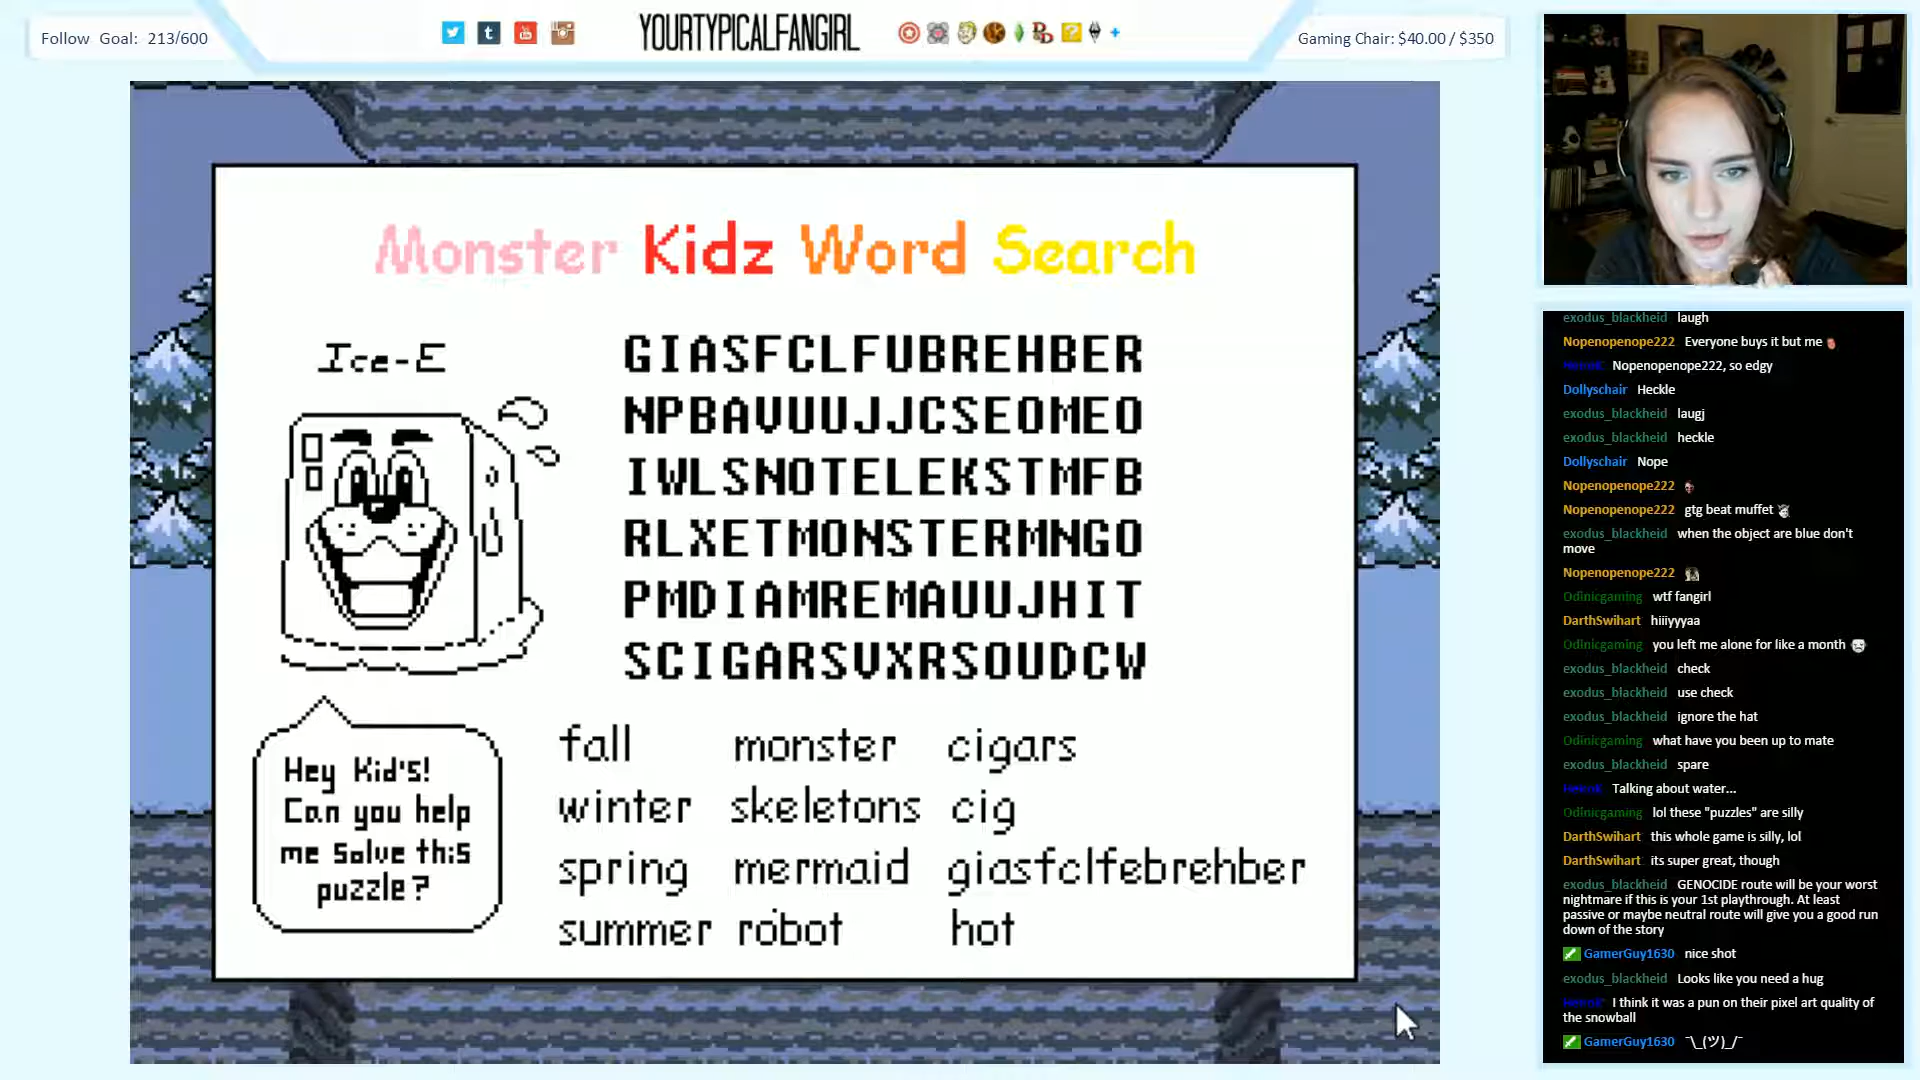 Follow Goal: 213/600
YOURTYPICALFANGIRL
Gaming Chair: $40.00 / $350
Monster Kidz Word Search
Ice-E
GIASFCLFUBREHBER
NPBAVUUJJCSEOMEO
IWLSNOTELEKSTMFB
RLXETMONSTERMNGO
PMDIAMREMAUUJHIT
SCIGARSVXRSOUDCW
Hey Kid's!
Can you help
me Solve thiS
puzzle?
fall monster cigars
winter skeletons cig
spring mermaid giasfclfebrehber
summer robot hot
exodus_blackheid laugh
Nopenopenope222 Everyone buys it but me
Nopenopenope222, so edgy
Dollyschair Heckle
exodus_blackheid laugj
exodus_blackheid heckle
Dollyschair Nope
Nopenopenope222
Nopenopenope222 gtg beat muffet
exodus_blackheid when the object are blue don't
move
Nopenopenope222
Odinicgaming wtf fangirl
DarthSwihart hiiiyyyaa
Odinicgaming you left me alone for like a month
exodus_blackheid check
exodus_blackheid use check
exodus_blackheid ignore the hat
Odinicgaming what have you been up to mate
exodus_blackheid spare
Talking about water...
Odinicgaming lol these "puzzles" are silly
DarthSwihart this whole game is silly, lol
DarthSwihart its super great, though
exodus_blackheid GENOCIDE route will be your worst
nightmare if this is your 1st playthrough. At least
passive or maybe neutral route will give you a good run
down of the story
GamerGuy1630 nice shot
exodus_blackheid Looks like you need a hug
I think it was a pun on their pixel art quality of
the snowball
GamerGuy1630 ¯\_(ツ)_/¯